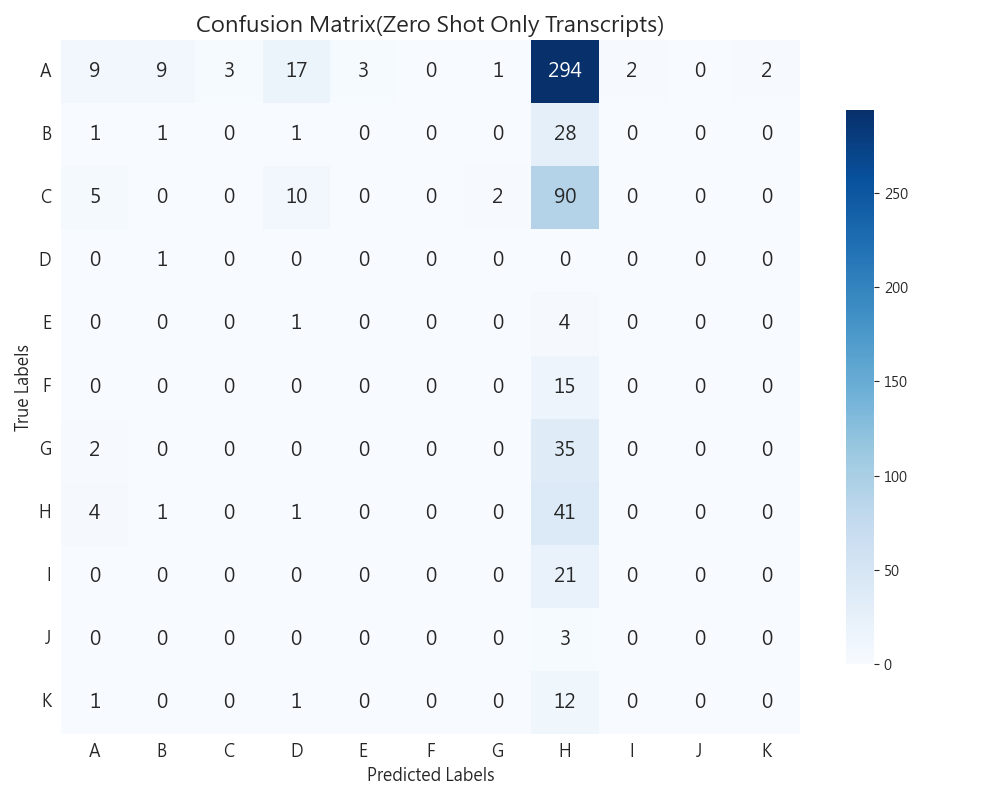 Confusion Matrix(Zero Shot Only Transcripts)
A 9 9 3 17 3 0 1 294 2 0 2
B 1 1 0 1 0 0 0 28 0 0 0
C 5 0 0 10 0 0 2 90 0 0 0
D 0 1 0 0 0 0 0 0 0 0 0
E 0 0 0 1 0 0 0 4 0 0 0
F 0 0 0 0 0 0 0 15 0 0 0
G 2 0 0 0 0 0 0 35 0 0 0
H 4 1 0 1 0 0 0 41 0 0 0
I 0 0 0 0 0 0 0 21 0 0 0
J 0 0 0 0 0 0 0 3 0 0 0
K 1 0 0 1 0 0 0 12 0 0 0
A B C D E F G H I J K
Predicted Labels
True Labels
250
200
150
100
50
0